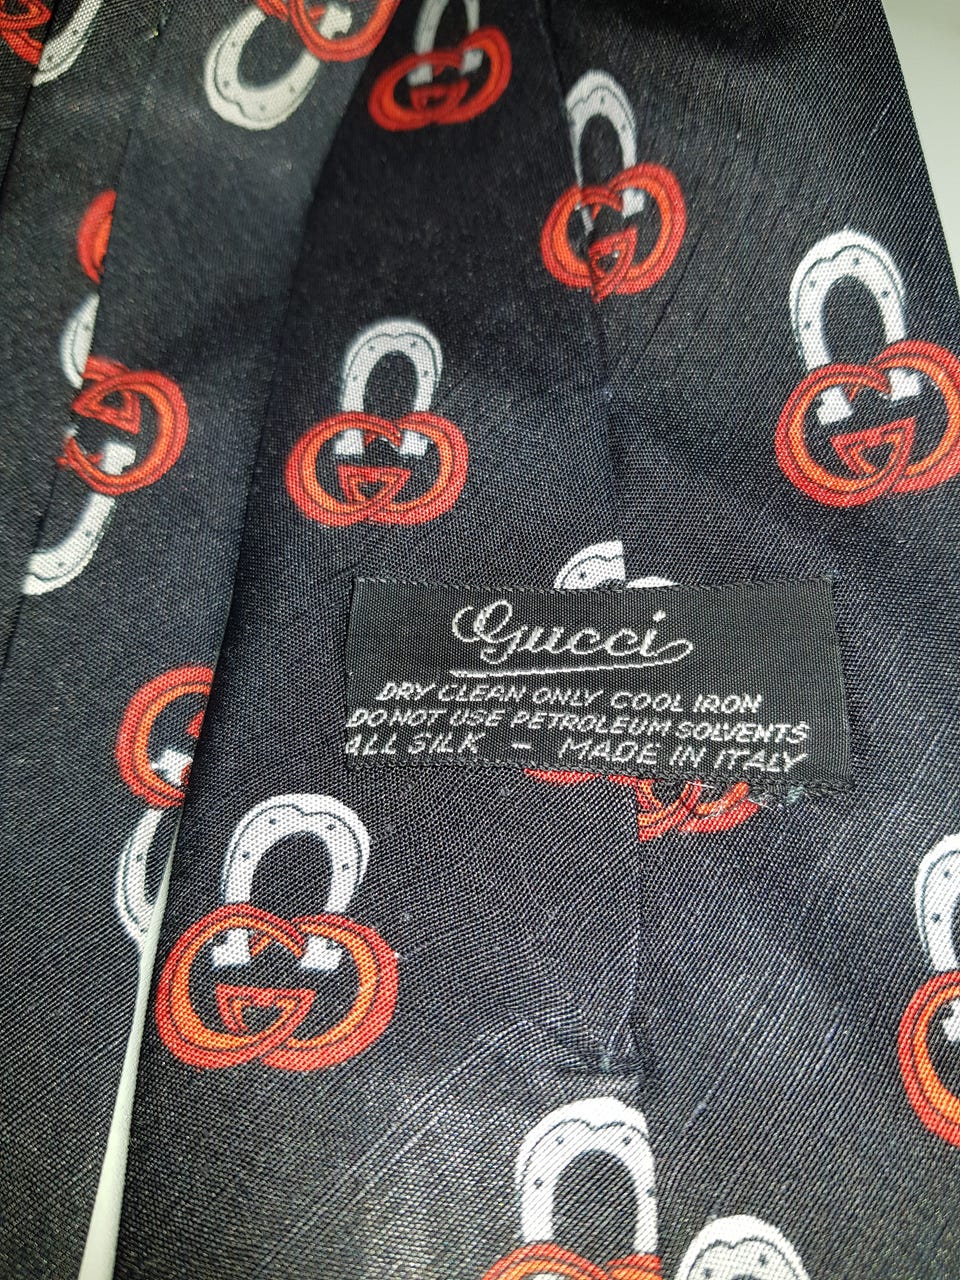 Gucci
DRY CLEAN ONLY COOL IRON
DO NOT USE PETROLEUM SOLVENTS
ALL SILK - MADE IN ITALY